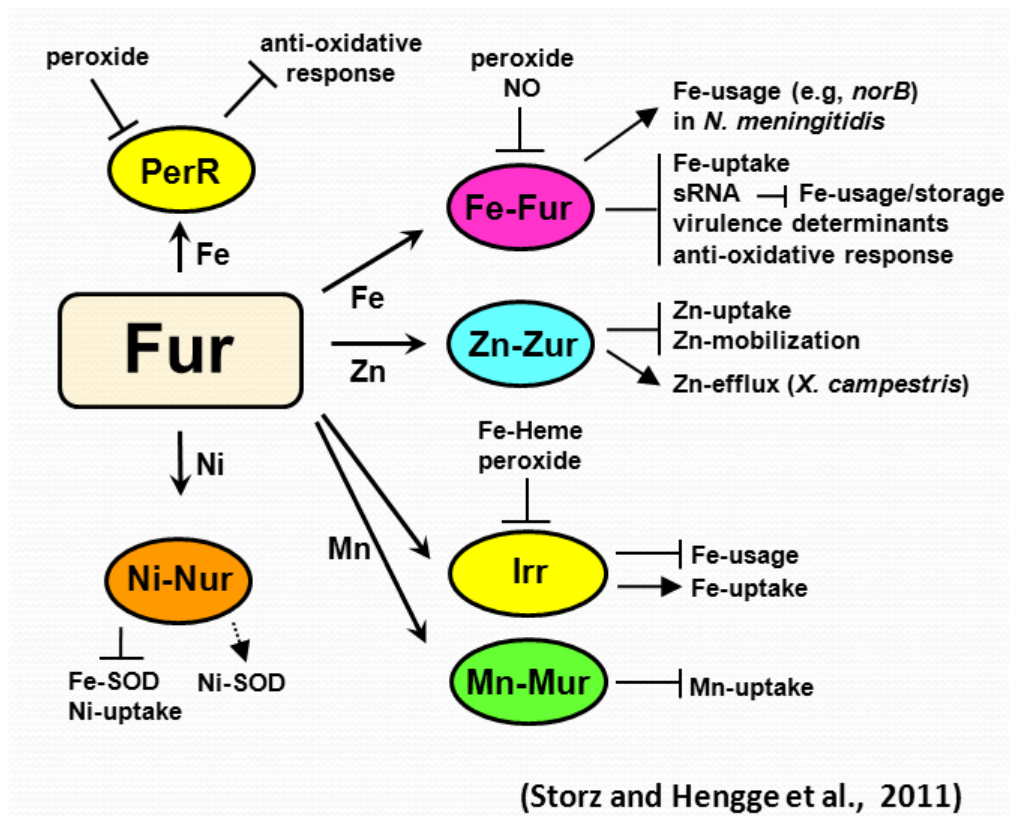 peroxide
anti-oxidative
response
PerR
Fe
peroxide
NO
Fe-Fur
Fe-usage (e.g, norB)
in N. meningitidis
Fe-uptake
sRNA Fe-usage/storage
virulence determinants
anti-oxidative response
Fur
Fe
Zn
Zn-Zur
Zn-uptake
Zn-mobilization
Zn-efflux (X. campestris)
Ni
Ni-Nur
Fe-SOD
Ni-uptake
Ni-SOD
Mn
Fe-Heme
peroxide
Irr
Fe-usage
Fe-uptake
Mn-Mur
Mn-uptake
(Storz and Hengge et al., 2011)